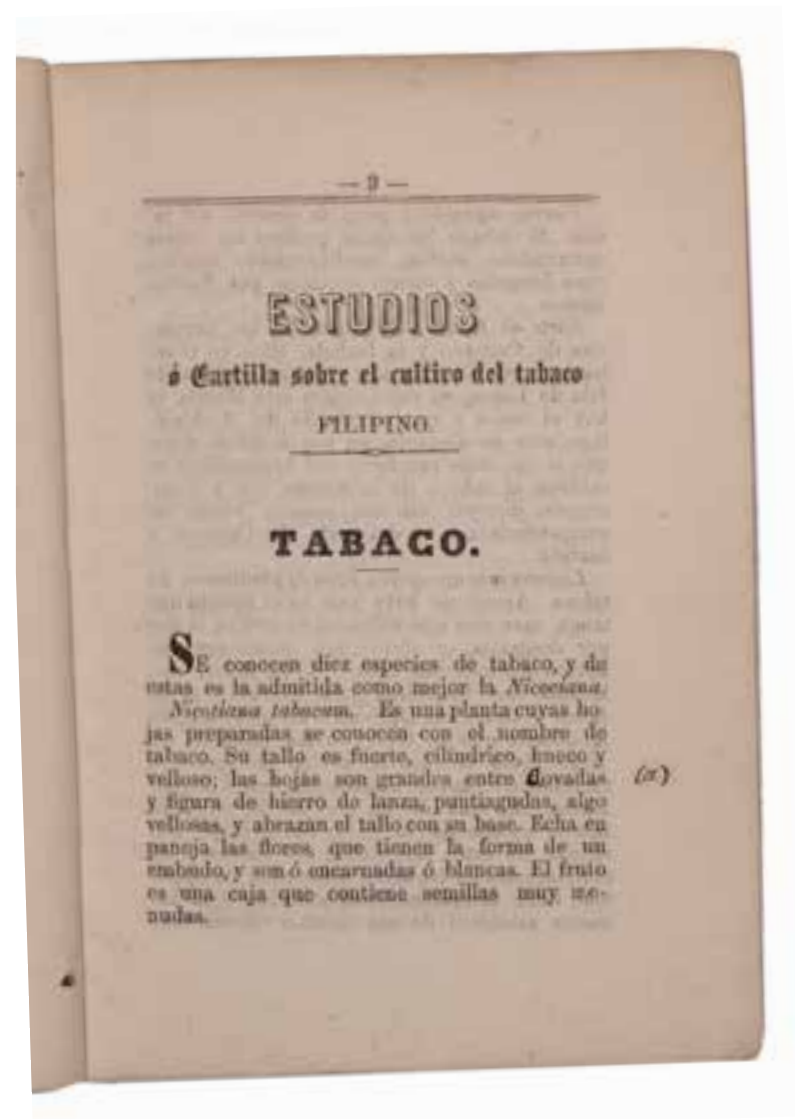 — 9 —
ESTUDIOS
ó Cartilla sobre el cultivo del tabaco
FILIPINO.
TABACO.
SE conocen diez especies de tabaco, y de
estas es la admitida como mejor la Nicociana.
Nicotiana tabacum. Es una planta cuyas ho-
jas preparadas se conocen con el nombre de
tabaco. Su tallo es fuerte, cilíndrico, hueco y
velloso; las hojas son grandes entre aovadas
y figura de hierro de lanza, puntiagudas, algo
vellosas, y abrazan el tallo con su base. Echa en
panoja las flores, que tienen la forma de un
embudo, y son ó encarnadas ó blancas. El fruto
es una caja que contiene semillas muy me-
nudas.